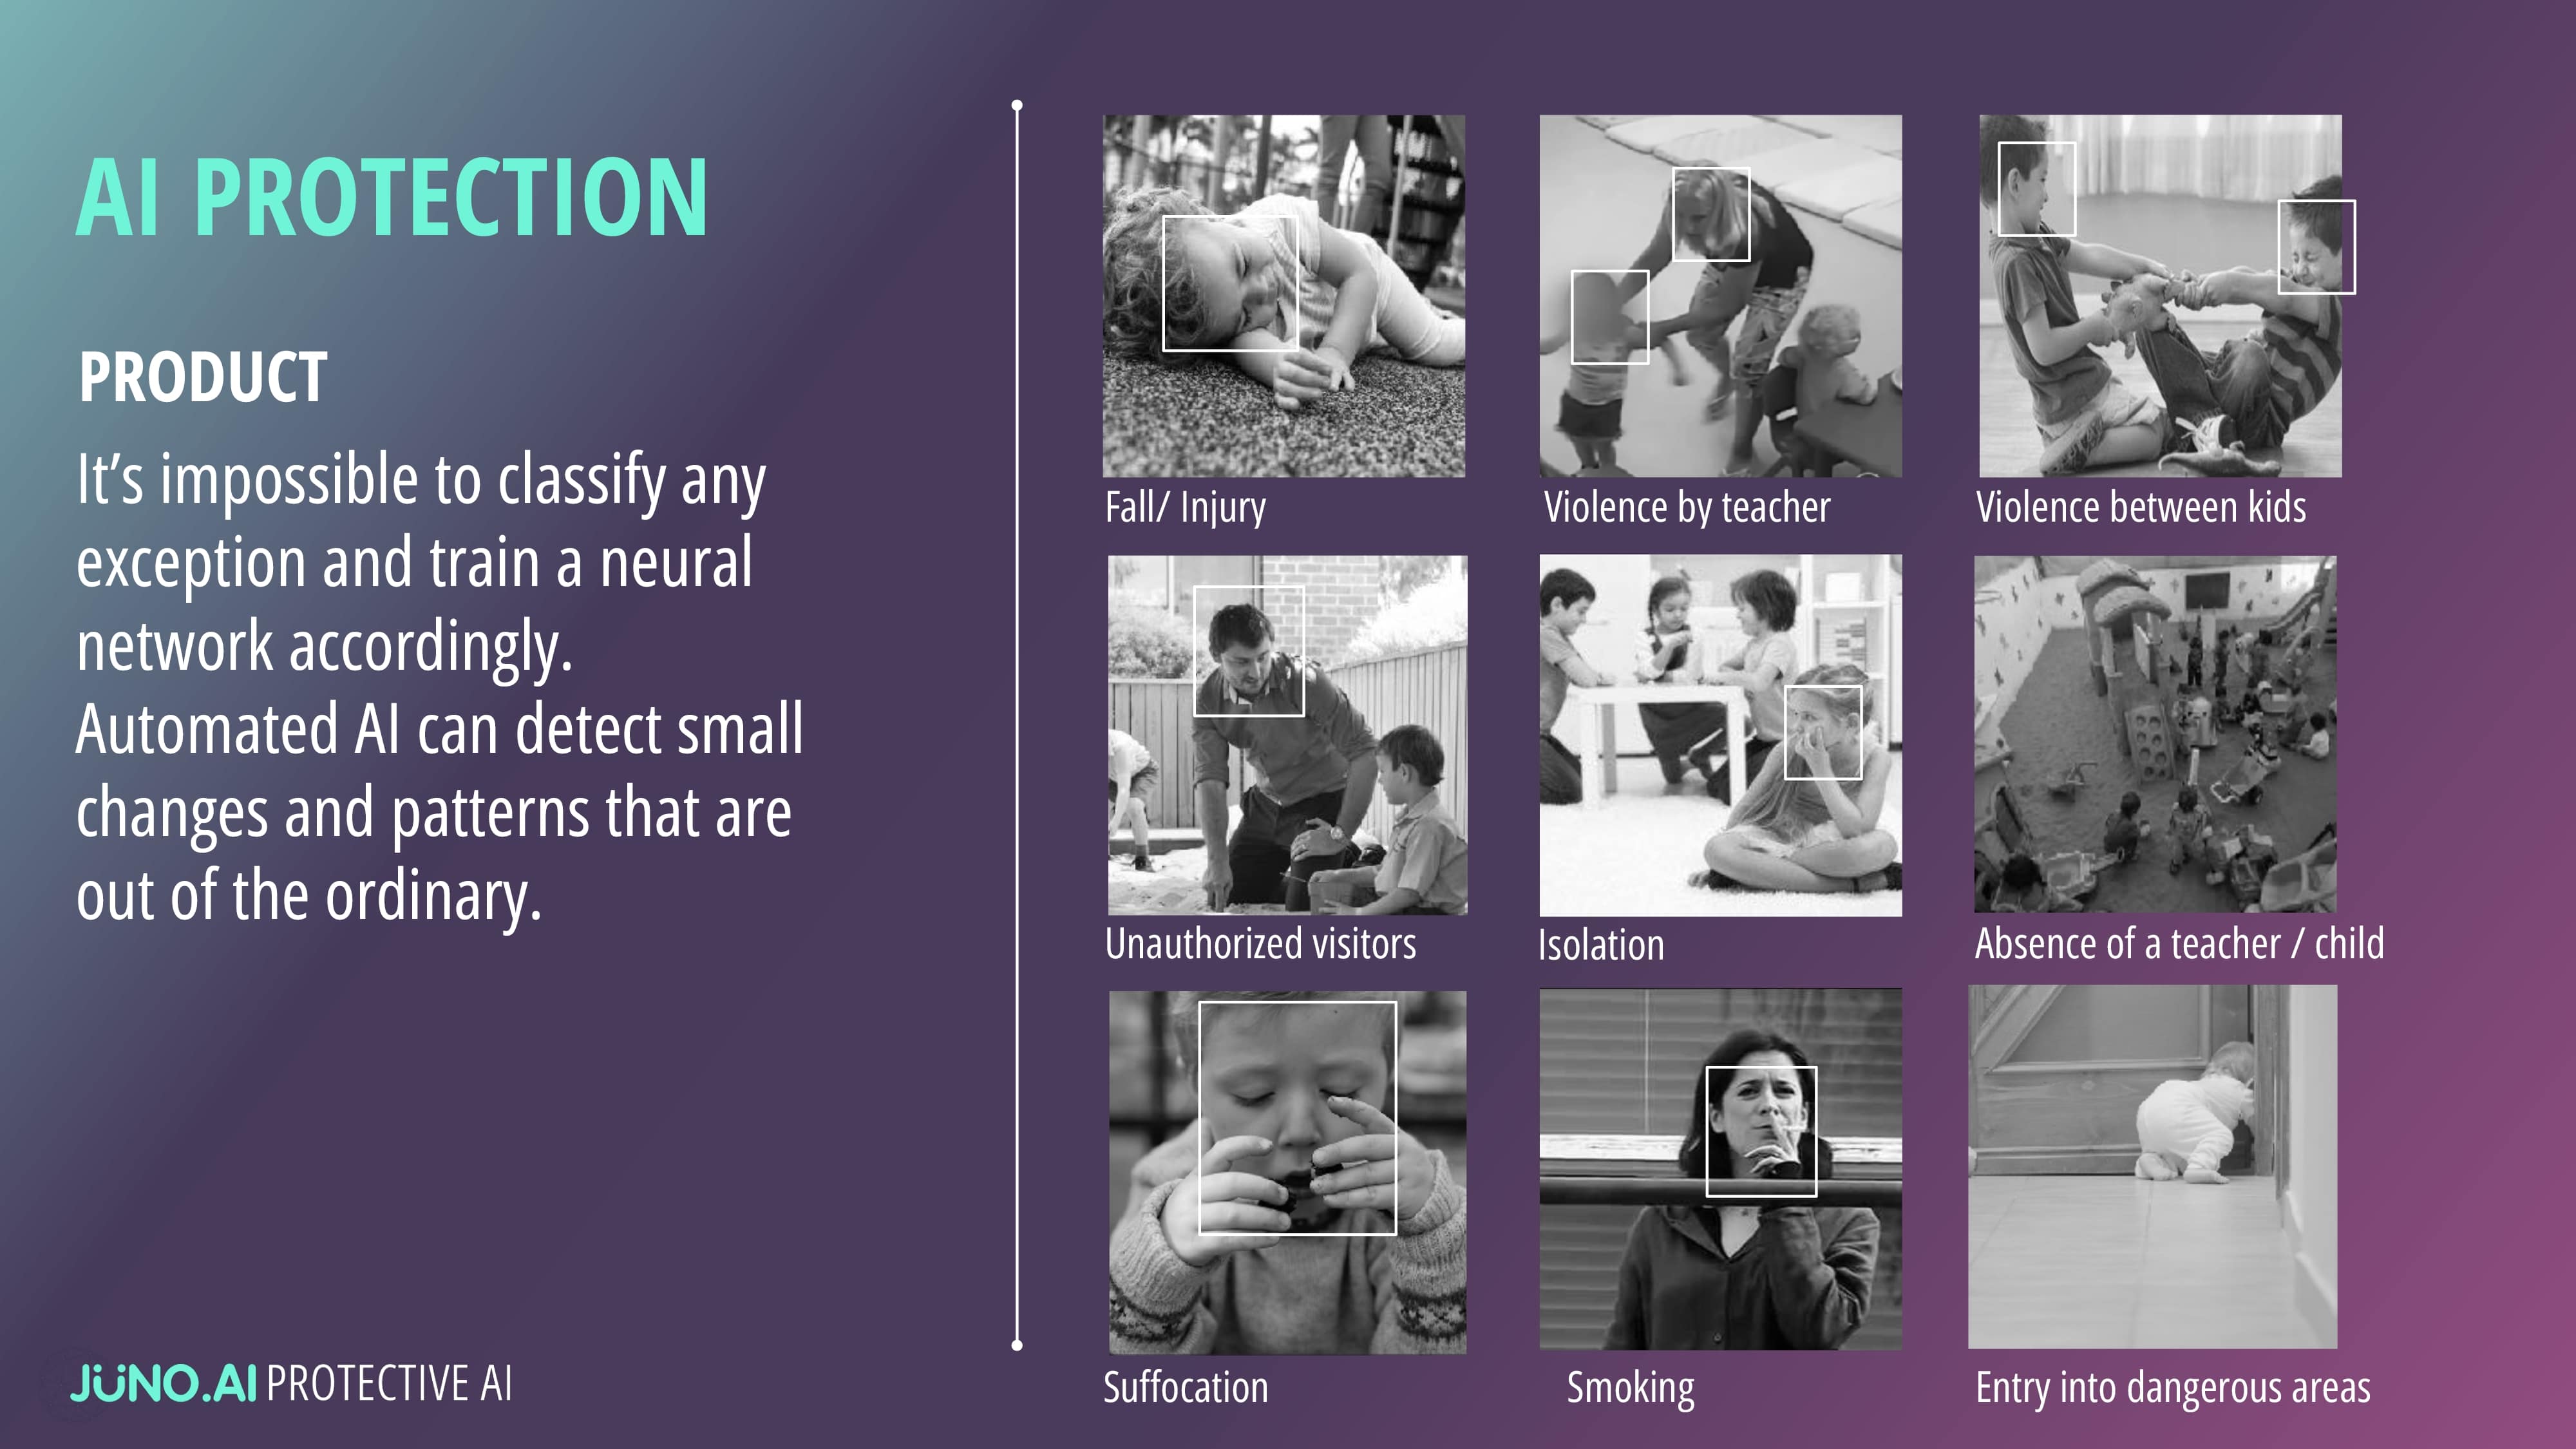 AI PROTECTION
PRODUCT
It’s impossible to classify any
exception and train a neural
network accordingly.
Automated AI can detect small
changes and patterns that are
out of the ordinary.
Fall/ Injury
Violence by teacher
Violence between kids
Unauthorized visitors
Isolation
Absence of a teacher / child
Suffocation
Smoking
Entry into dangerous areas
JÜNO.AI PROTECTIVE AI